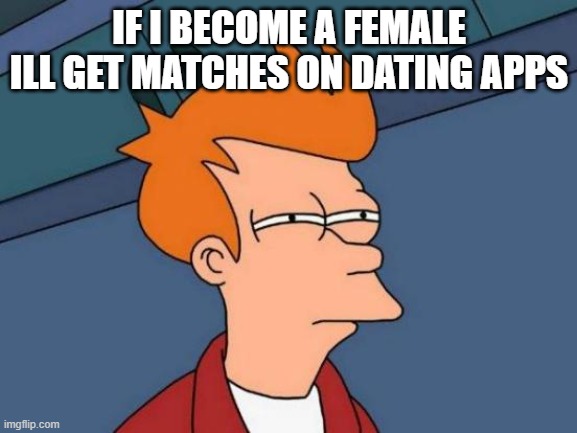 IF I BECOME A FEMALE
ILL GET MATCHES ON DATING APPS
imgflip.com